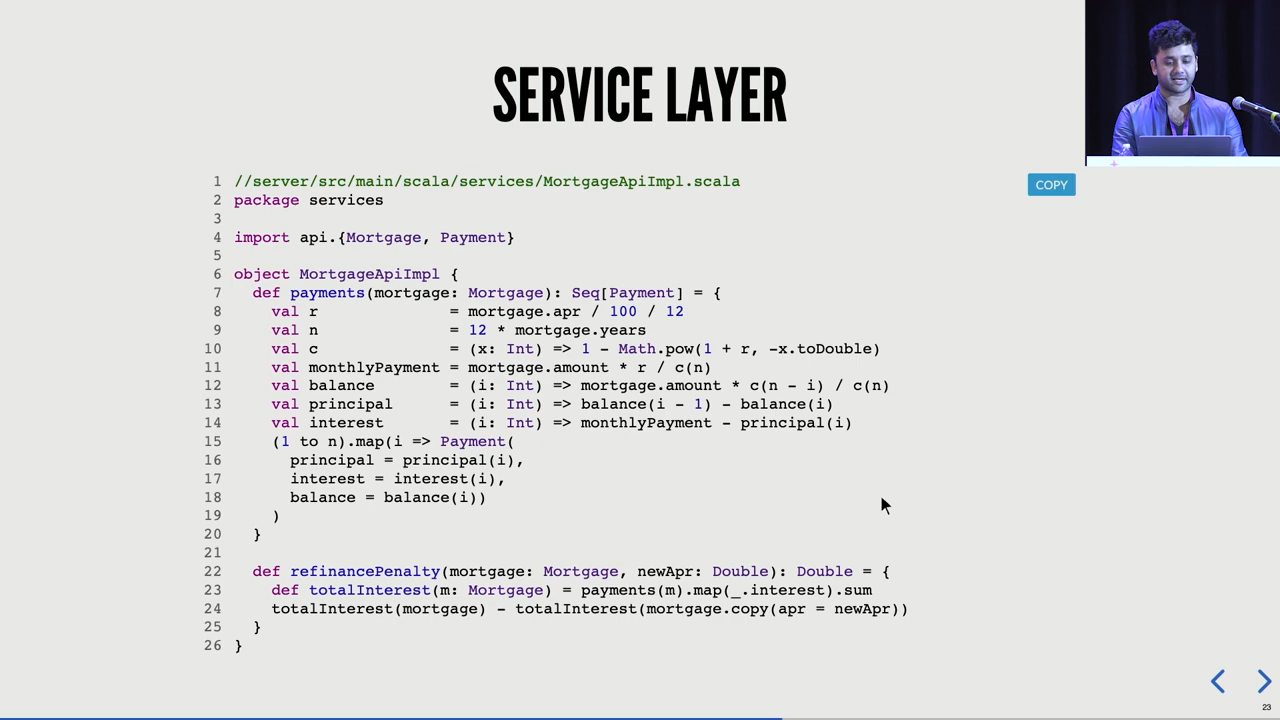 SERVICE LAYER
COPY
1 //server/src/main/scala/services/MortgageApiImpl.scala
2 package services
3
4 import api.{Mortgage, Payment}
5
6 object MortgageApiImpl {
7   def payments(mortgage: Mortgage): Seq[Payment] = {
8     val r              = mortgage.apr / 100 / 12
9     val n              = 12 * mortgage.years
10     val c              = (x: Int) => 1 - Math.pow(1 + r, -x.toDouble)
11     val monthlyPayment = mortgage.amount * r / c(n)
12     val balance        = (i: Int) => mortgage.amount * c(n - i) / c(n)
13     val principal      = (i: Int) => balance(i - 1) - balance(i)
14     val interest       = (i: Int) => monthlyPayment - principal(i)
15     (1 to n).map(i => Payment(
16       principal = principal(i),
17       interest = interest(i),
18       balance = balance(i))
19     )
20   }
21
22   def refinancePenalty(mortgage: Mortgage, newApr: Double): Double = {
23     def totalInterest(m: Mortgage) = payments(m).map(_.interest).sum
24     totalInterest(mortgage) - totalInterest(mortgage.copy(apr = newApr))
25   }
26 }
23